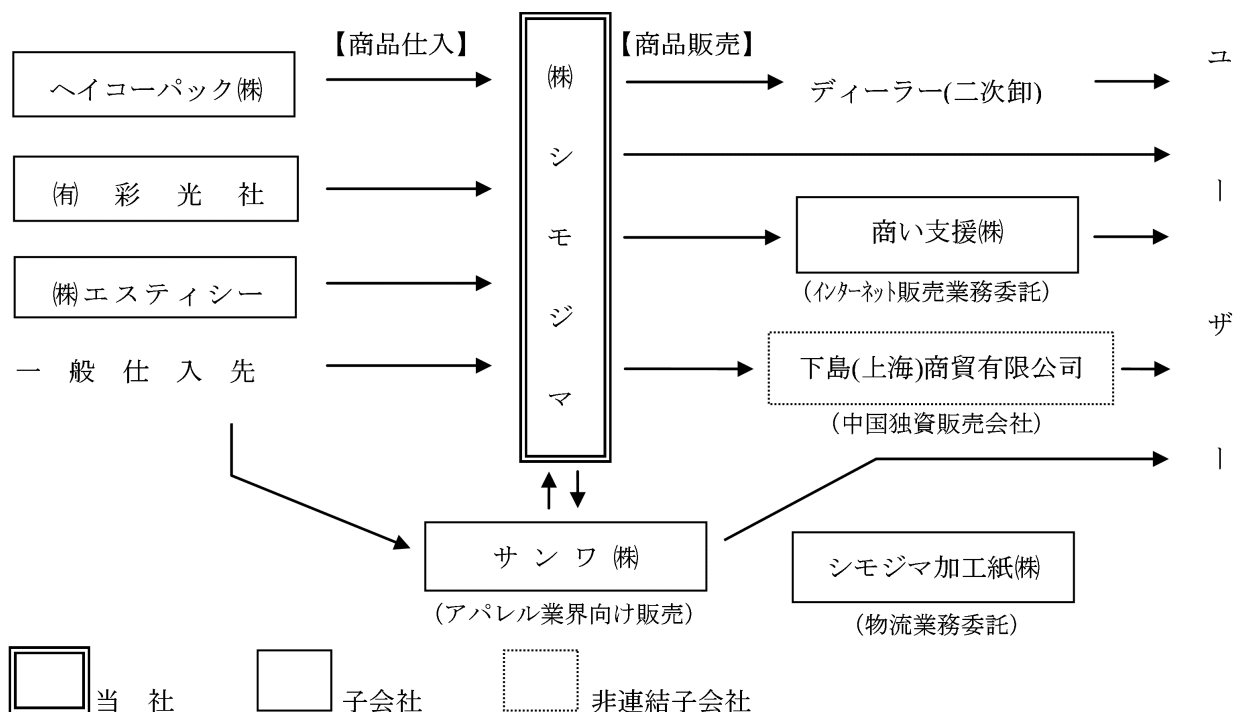 【商品仕入】
【商品販売】
ヘイコーパック㈱
㈲ 彩 光 社
㈱エスティシー
一 般 仕 入 先
㈱シモジマ
ディーラー(二次卸)
商い支援㈱
(インターネット販売業務委託)
下島(上海)商貿有限公司
(中国独資販売会社)
ユーザー
サ ン ワ ㈱
(アパレル業界向け販売)
シモジマ加工紙㈱
(物流業務委託)
当 社
子会社
非連結子会社